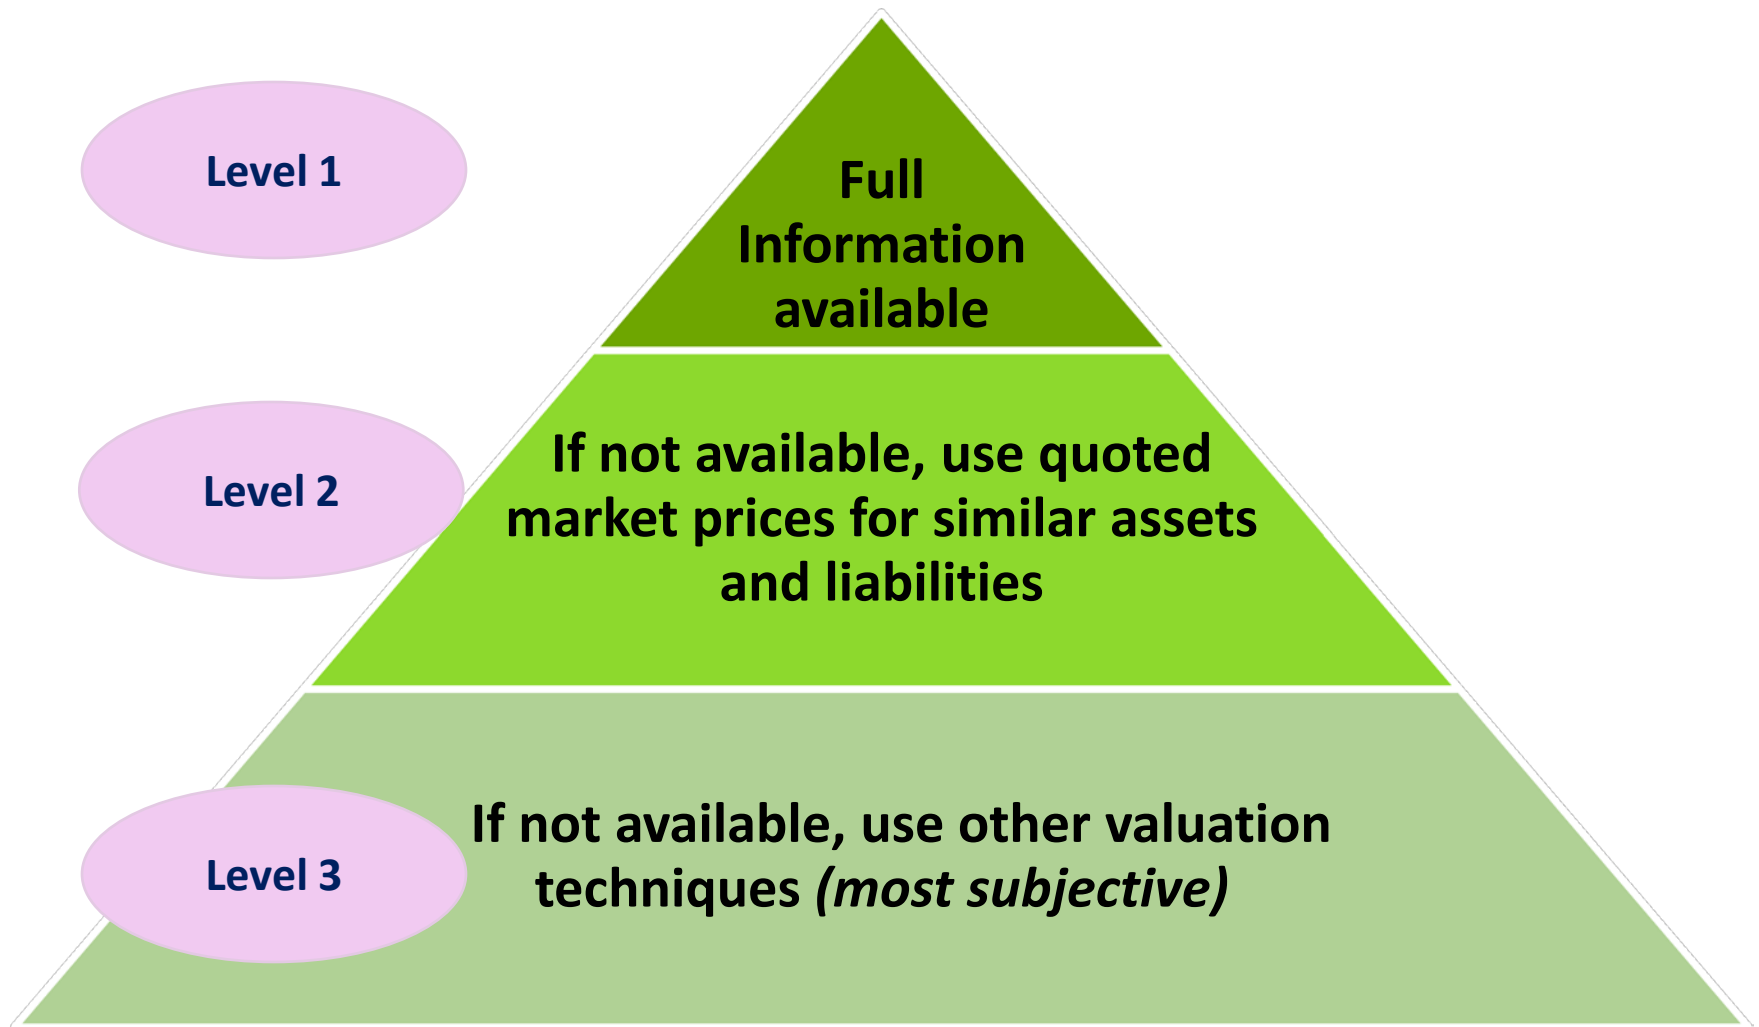 Level 1
Full
Information
available
Level 2
If not available, use quoted
market prices for similar assets
and liabilities
Level 3
If not available, use other valuation
techniques (most subjective)